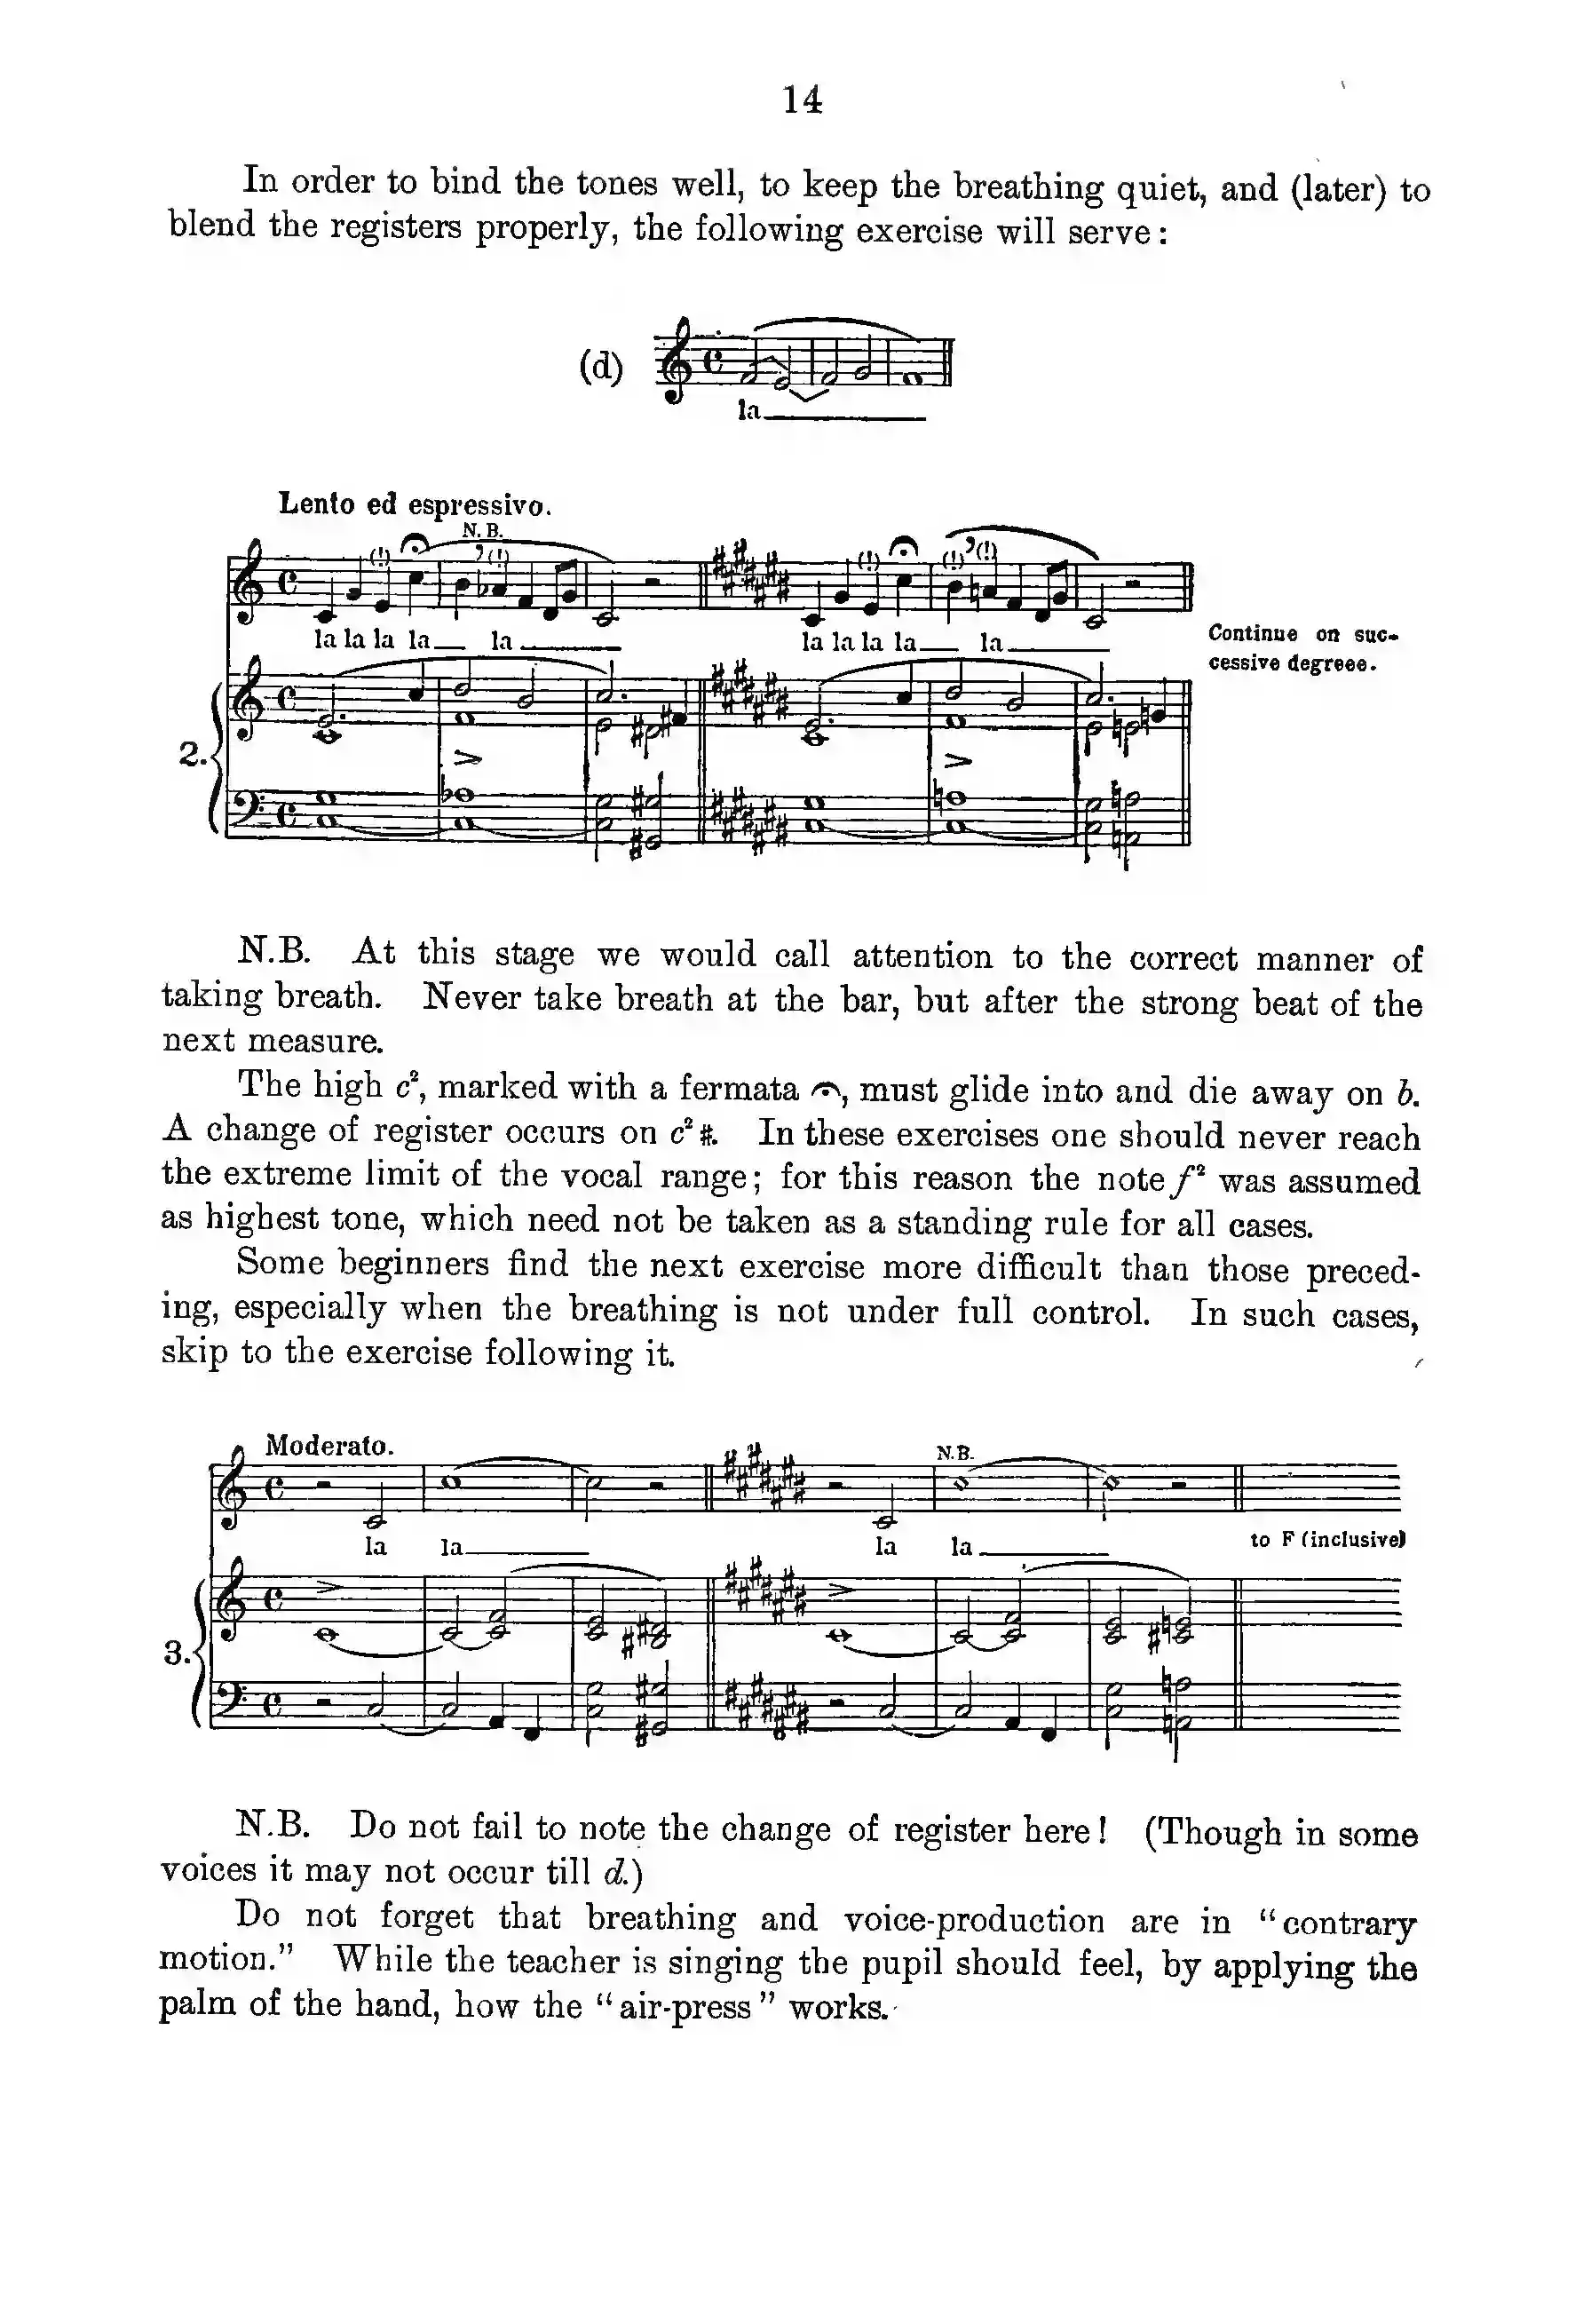 14
In order to bind the tones well, to keep the breathing quiet, and (later) to
blend the registers properly, the following exercise will serve:
(d)
la
Lento ed espressivo.
N. B.
(!) (!) (!) (!) (!)
la la la la la la la la la la
Continue on suc-
cessive degrees.
2.
N.B. At this stage we would call attention to the correct manner of
taking breath. Never take breath at the bar, but after the strong beat of the
next measure.
The high c², marked with a fermata 𝄐, must glide into and die away on b.
A change of register occurs on c²#. In these exercises one should never reach
the extreme limit of the vocal range; for this reason the note f² was assumed
as highest tone, which need not be taken as a standing rule for all cases.
Some beginners find the next exercise more difficult than those preced-
ing, especially when the breathing is not under full control. In such cases,
skip to the exercise following it.
Moderato.
N.B.
la la la la
to F (inclusive)
3.
N.B. Do not fail to note the change of register here! (Though in some
voices it may not occur till d.)
Do not forget that breathing and voice-production are in "contrary
motion." While the teacher is singing the pupil should feel, by applying the
palm of the hand, how the "air-press" works.